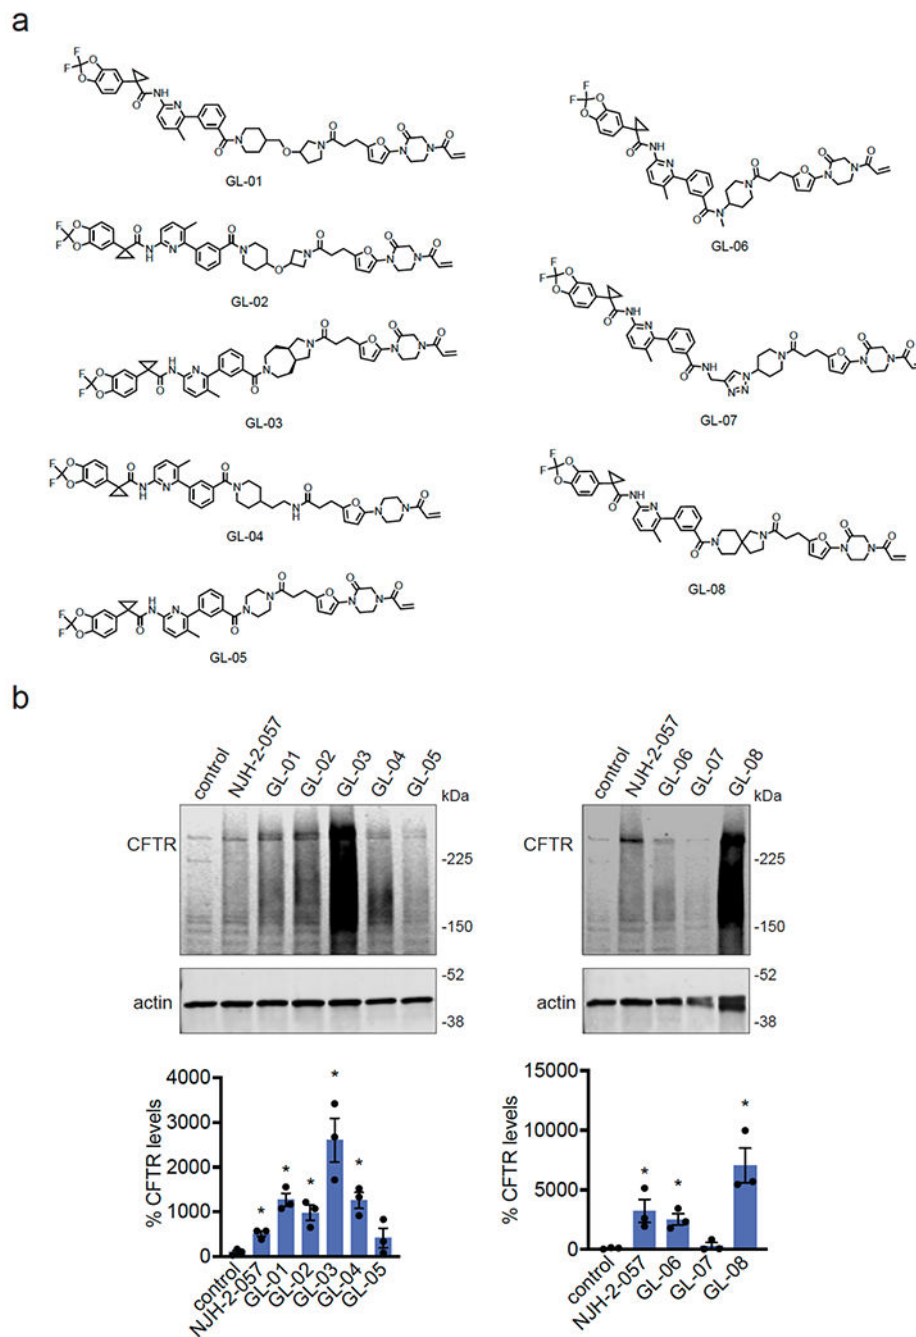 a
GL-01
GL-02
GL-03
GL-04
GL-05
GL-06
GL-07
GL-08
b
control NJH-2-057 GL-01 GL-02 GL-03 GL-04 GL-05
kDa
CFTR
-225
-150
actin
-52
-38
control NJH-2-057 GL-06 GL-07 GL-08
kDa
CFTR
-225
-150
actin
-52
-38
% CFTR levels
4000
3000
2000
1000
0
* * * * *
control NJH-2-057 GL-01 GL-02 GL-03 GL-04 GL-05
% CFTR levels
15000
10000
5000
0
* * *
control NJH-2-057 GL-06 GL-07 GL-08